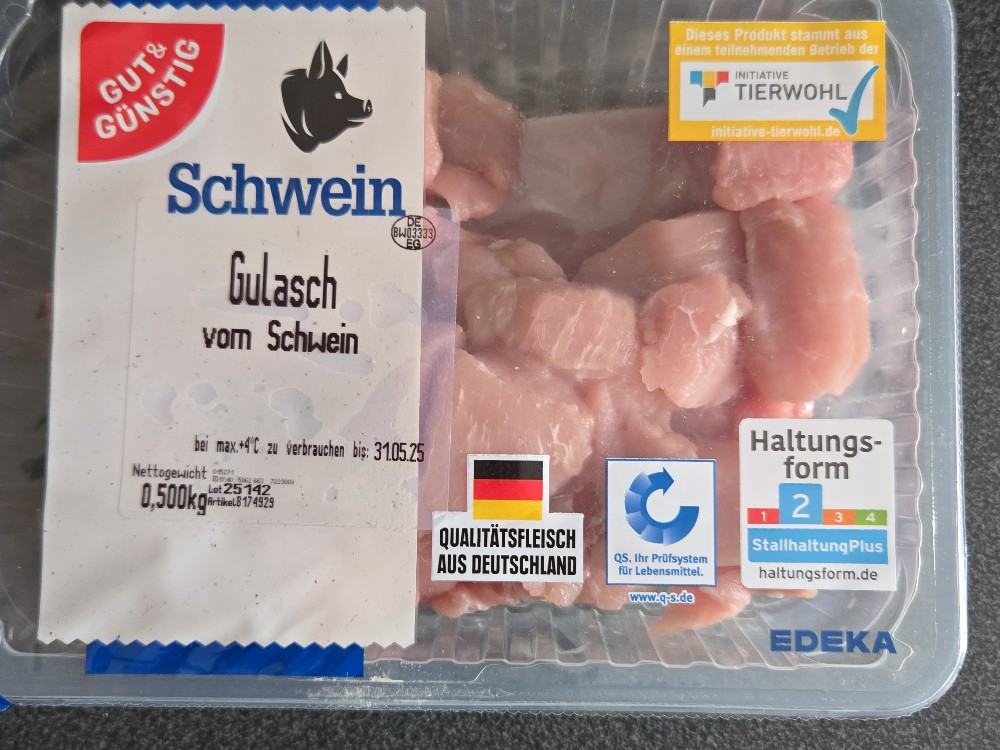 GUT&
GÜNSTIG
Schwein
DE
BW03333
EG
Gulasch
vom Schwein
bei max.+4°C zu verbrauchen bis: 31.05.25
Nettogewicht
0,500kg
Lot 25142
Artikel 8174929
Dieses Produkt stammt aus
einem teilnehmenden Betrieb der
INITIATIVE
TIERWOHL
initiative-tierwohl.de
QUALITÄTSFLEISCH
AUS DEUTSCHLAND
QS. Ihr Prüfsystem
für Lebensmittel.
www.q-s.de
Haltungs-
form
1 2 3 4
StallhaltungPlus
haltungsform.de
EDEKA